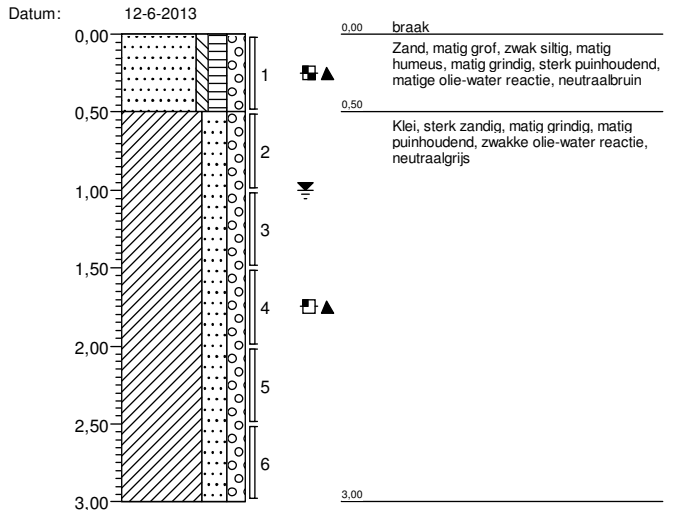 Datum: 12-6-2013
0,00
0,50
1,00
1,50
2,00
2,50
3,00
1
2
3
4
5
6
0,00 braak
Zand, matig grof, zwak siltig, matig
humeus, matig grindig, sterk puinhoudend,
matige olie-water reactie, neutraalbruin
0,50
Klei, sterk zandig, matig grindig, matig
puinhoudend, zwakke olie-water reactie,
neutraalgrijs
3,00